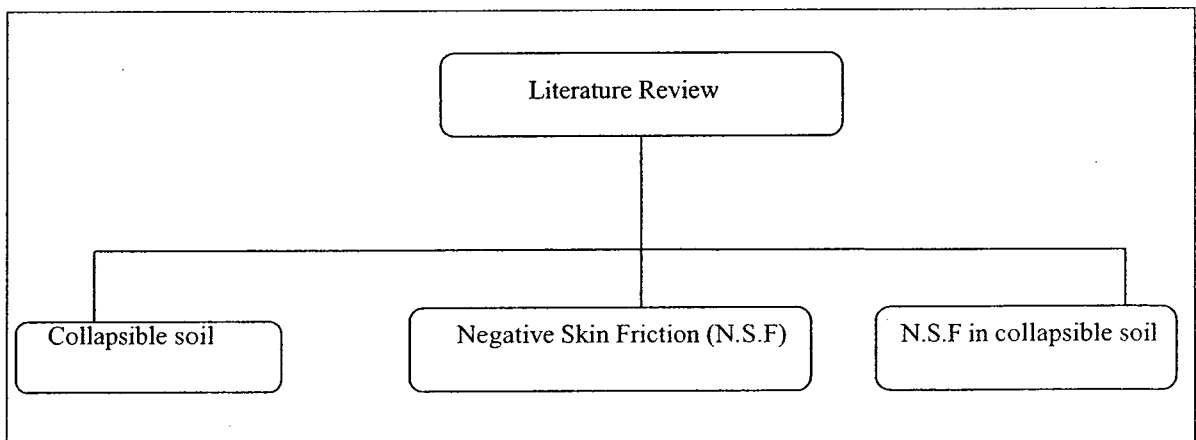 Literature Review
Collapsible soil
Negative Skin Friction (N.S.F)
N.S.F in collapsible soil